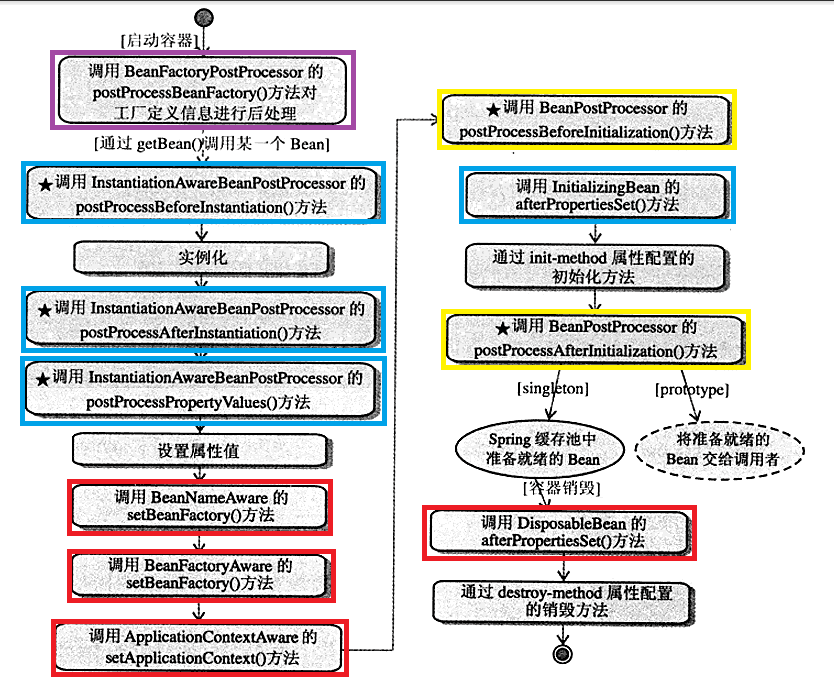 [启动容器]
调用 BeanFactoryPostProcessor 的
postProcessBeanFactory()方法对
工厂定义信息进行后处理
[通过 getBean()调用某一个 Bean]
★调用 InstantiationAwareBeanPostProcessor 的
postProcessBeforeInstantiation()方法
实例化
★调用 InstantiationAwareBeanPostProcessor 的
postProcessAfterInstantiation()方法
★调用 InstantiationAwareBeanPostProcessor 的
postProcessPropertyValues()方法
设置属性值
调用 BeanNameAware 的
setBeanFactory()方法
调用 BeanFactoryAware 的
setBeanFactory()方法
调用 ApplicationContextAware 的
setApplicationContext()方法
★调用 BeanPostProcessor 的
postProcessBeforeInitialization()方法
调用 InitializingBean 的
afterPropertiesSet()方法
通过 init-method 属性配置的
初始化方法
★调用 BeanPostProcessor 的
postProcessAfterInitialization()方法
[singleton]
[prototype]
Spring 缓存池中
准备就绪的 Bean
将准备就绪的
Bean 交给调用者
[容器销毁]
调用 DisposableBean 的
afterPropertiesSet()方法
通过 destroy-method 属性配置
的销毁方法